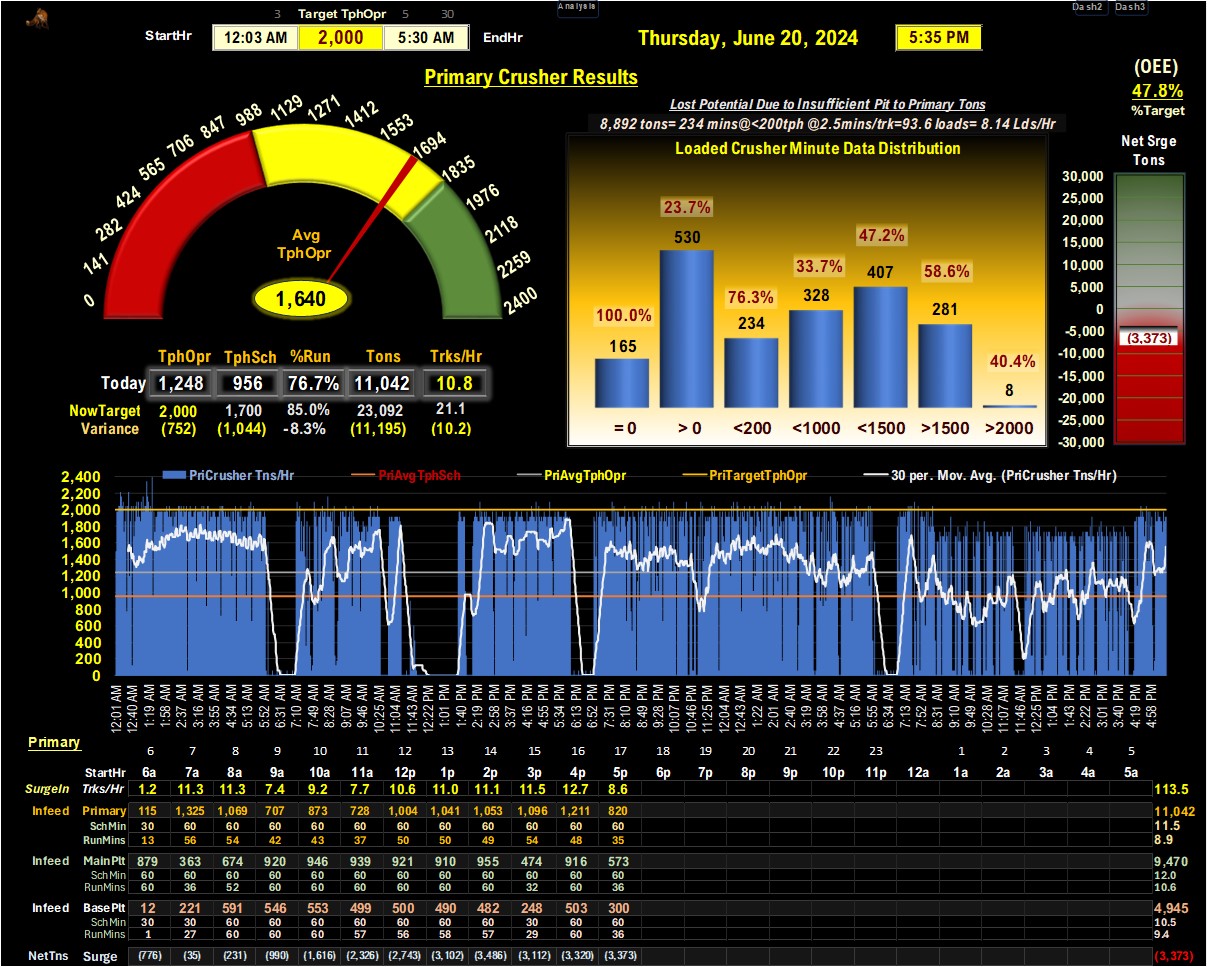 3 Target TphOpr 5 30 Analysis Dash2 Dash3
StartHr 12:03 AM 2,000 5:30 AM EndHr Thursday, June 20, 2024 5:35 PM
Primary Crusher Results
(OEE)
47.8%
%Target
Lost Potential Due to Insufficient Pit to Primary Tons
8,892 tons= 234 mins@<200tph @2.5mins/trk=93.6 loads= 8.14 Lds/Hr
0 141 282 424 565 706 847 988 1129 1271 1412 1553 1694 1835 1976 2118 2259 2400
Avg
TphOpr
1,640
Loaded Crusher Minute Data Distribution
100.0% 23.7% 76.3% 33.7% 47.2% 58.6% 40.4%
165 530 234 328 407 281 8
= 0 > 0 <200 <1000 <1500 >1500 >2000
Net Srge
Tons
30,000
25,000
20,000
15,000
10,000
5,000
0
-5,000
(3,373)
-10,000
-15,000
-20,000
-25,000
-30,000
TphOpr TphSch %Run Tons Trks/Hr
Today 1,248 956 76.7% 11,042 10.8
NowTarget 2,000 1,700 85.0% 23,092 21.1
Variance (752) (1,044) -8.3% (11,195) (10.2)
PriCrusher Tns/Hr PriAvgTphSch PriAvgTphOpr PriTargetTphOpr 30 per. Mov. Avg. (PriCrusher Tns/Hr)
2,400
2,200
2,000
1,800
1,600
1,400
1,200
1,000
800
600
400
200
0
12:01 AM 12:40 AM 1:19 AM 1:58 AM 2:37 AM 3:16 AM 3:55 AM 4:34 AM 5:13 AM 5:52 AM 6:31 AM 7:10 AM 7:49 AM 8:28 AM 9:07 AM 9:46 AM 10:25 AM 11:04 AM 11:43 AM 12:22 PM 1:01 PM 1:40 PM 2:19 PM 2:58 PM 3:37 PM 4:16 PM 4:55 PM 5:34 PM 6:13 PM 6:52 PM 7:31 PM 8:10 PM 8:49 PM 9:28 PM 10:07 PM 10:46 PM 11:25 PM 12:04 AM 12:43 AM 1:22 AM 2:01 AM 2:40 AM 3:19 AM 3:58 AM 4:37 AM 5:16 AM 5:55 AM 6:34 AM 7:13 AM 7:52 AM 8:31 AM 9:10 AM 9:49 AM 10:28 AM 11:07 AM 11:46 AM 12:25 PM 1:04 PM 1:43 PM 2:22 PM 3:01 PM 3:40 PM 4:19 PM 4:58 PM
Primary 6 7 8 9 10 11 12 13 14 15 16 17 18 19 20 21 22 23 1 2 3 4 5
StartHr 6a 7a 8a 9a 10a 11a 12p 1p 2p 3p 4p 5p 6p 7p 8p 9p 10p 11p 12a 1a 2a 3a 4a 5a
SurgeIn Trks/Hr 1.2 11.3 11.3 7.4 9.2 7.7 10.6 11.0 11.1 11.5 12.7 8.6 113.5
Infeed Primary 115 1,325 1,069 707 873 728 1,004 1,041 1,053 1,096 1,211 820 11,042
SchMin 30 60 60 60 60 60 60 60 60 60 60 60 11.5
RunMins 13 56 54 42 43 37 50 50 49 54 48 35 8.9
Infeed MainPlt 879 363 674 920 946 939 921 910 955 474 916 573 9,470
SchMin 60 60 60 60 60 60 60 60 60 60 60 60 12.0
RunMins 60 36 52 60 60 60 60 60 60 32 60 36 10.6
Infeed BasePlt 12 221 591 546 553 499 500 490 482 248 503 300 4,945
SchMin 30 30 60 60 60 60 60 60 60 30 60 60 10.5
RunMins 1 27 60 60 60 57 56 58 57 29 60 36 9.4
NetTns Surge (776) (35) (231) (990) (1,616) (2,326) (2,743) (3,102) (3,486) (3,112) (3,320) (3,373) (3,373)